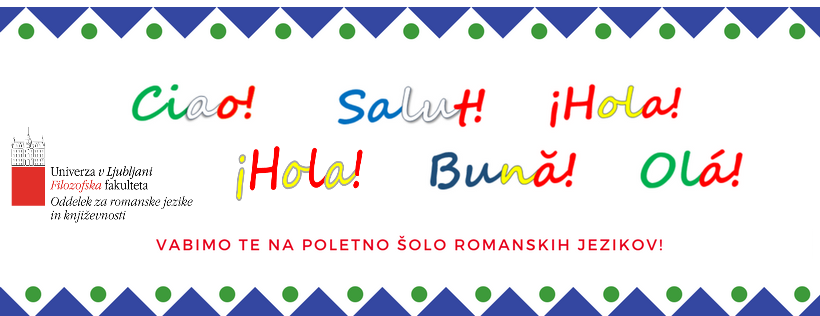 Ciao! Salut! ¡Hola!
¡Hola! Bună! Olá!
Univerza v Ljubljani
Filozofska fakulteta
Oddelek za romanske jezike
in književnosti
VABIMO TE NA POLETNO ŠOLO ROMANSKIH JEZIKOV!